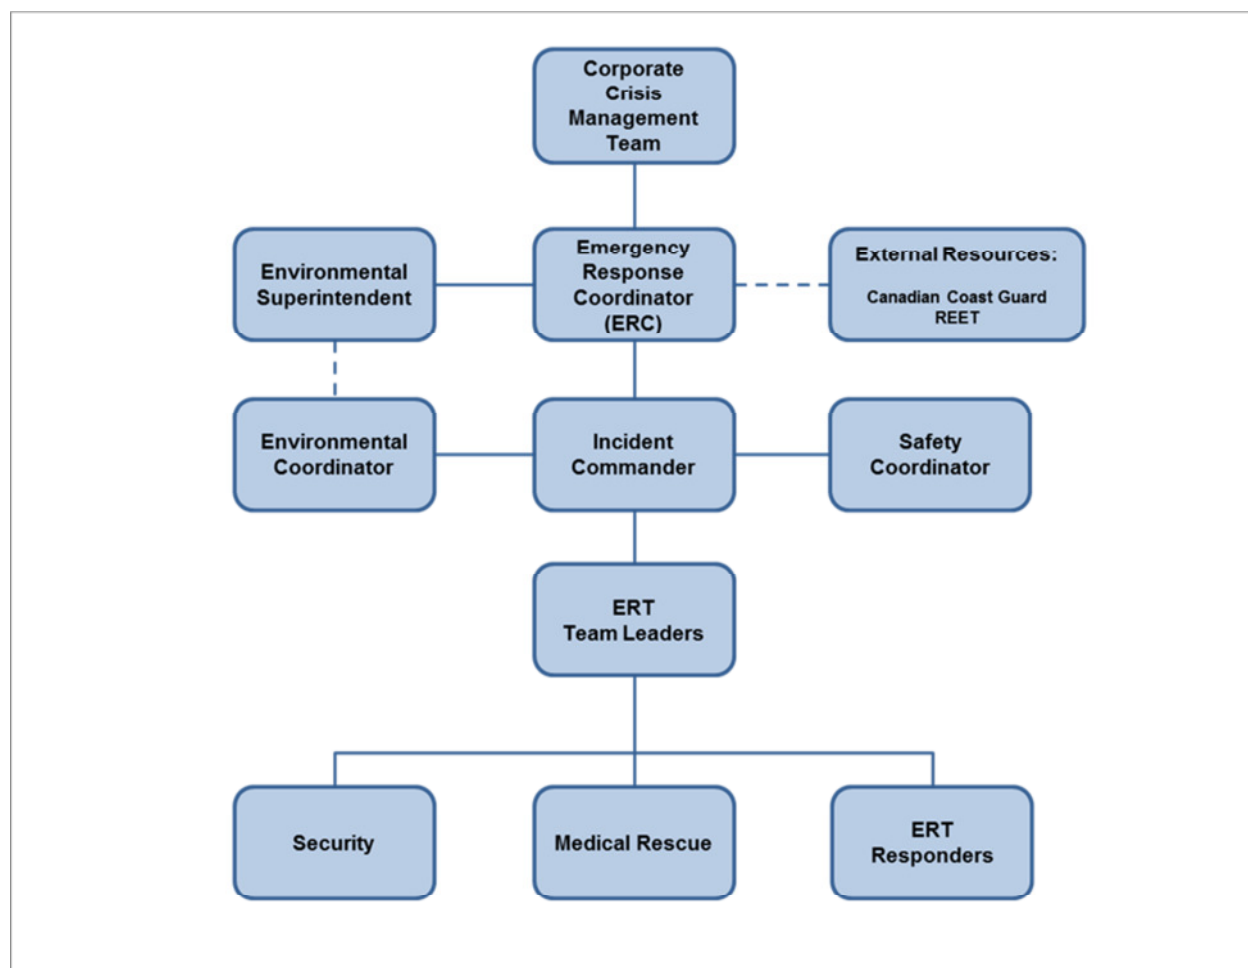 Corporate
Crisis
Management
Team
Environmental
Superintendent
Emergency
Response
Coordinator
(ERC)
External Resources:
Canadian Coast Guard
REET
Environmental
Coordinator
Incident
Commander
Safety
Coordinator
ERT
Team Leaders
Security
Medical Rescue
ERT
Responders